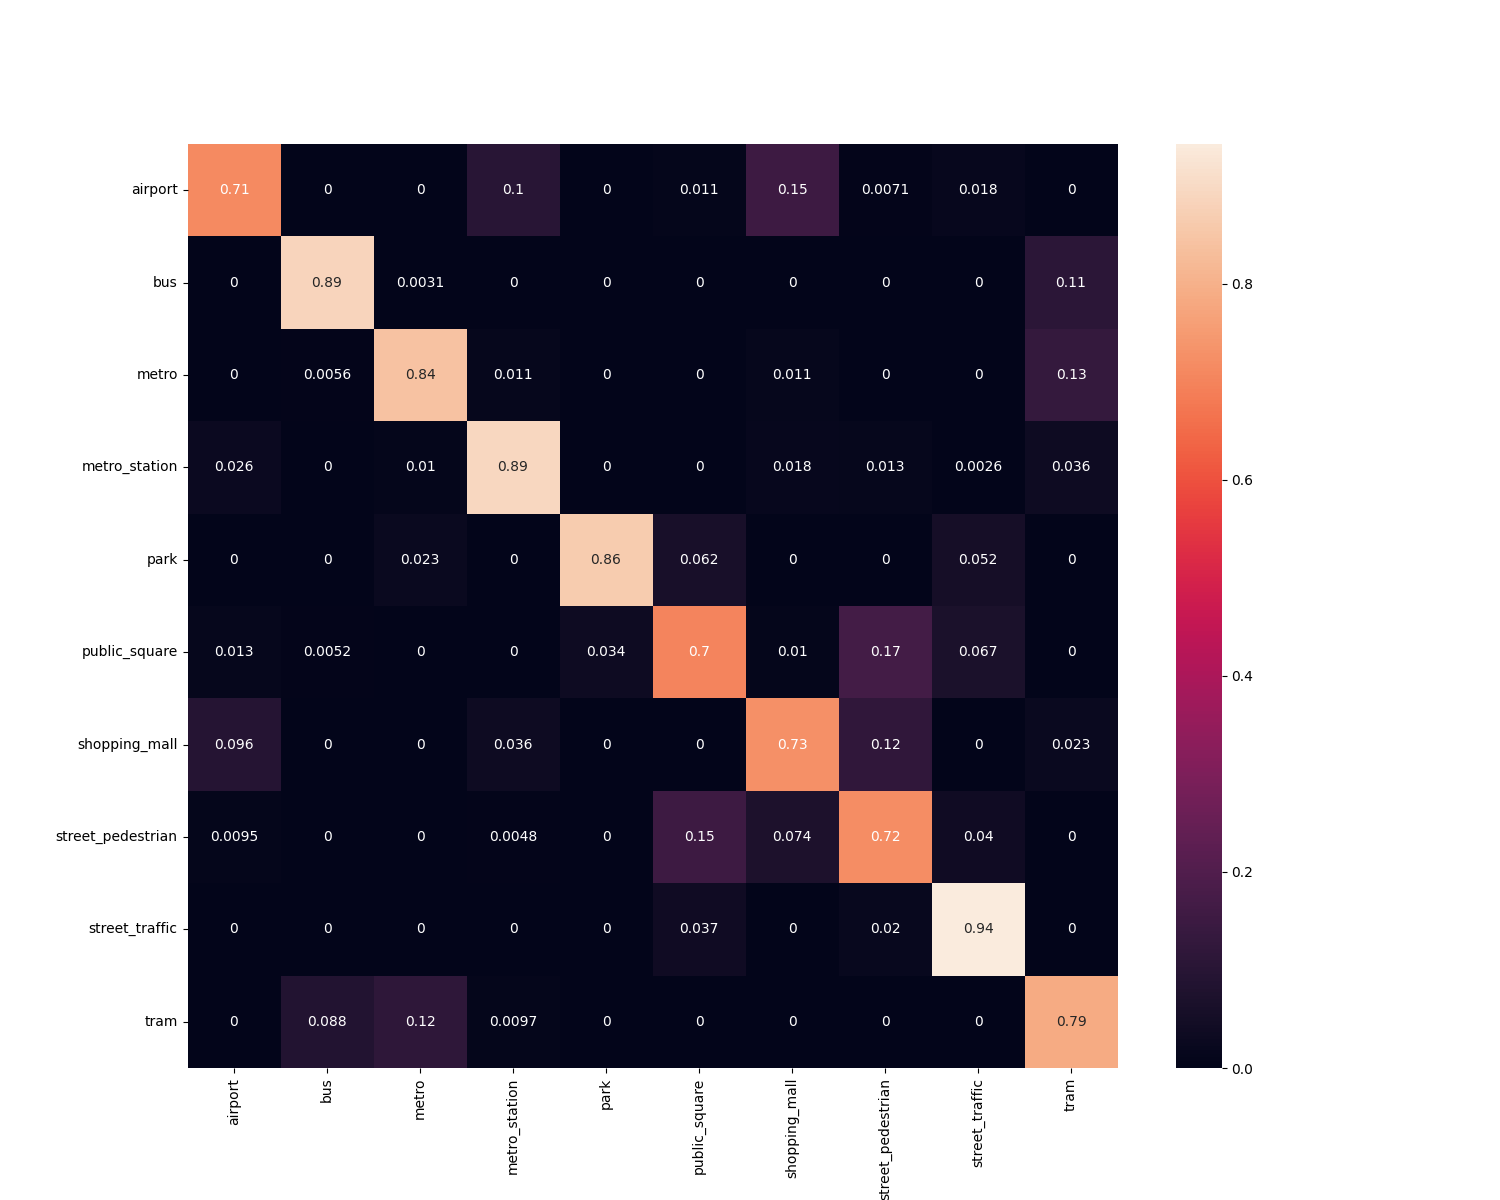 airport 0.71 0 0 0.1 0 0.011 0.15 0.0071 0.018 0
bus 0 0.89 0.0031 0 0 0 0 0 0 0.11
metro 0 0.0056 0.84 0.011 0 0 0.011 0 0 0.13
metro_station 0.026 0 0.01 0.89 0 0 0.018 0.013 0.0026 0.036
park 0 0 0.023 0 0.86 0.062 0 0 0.052 0
public_square 0.013 0.0052 0 0 0.034 0.7 0.01 0.17 0.067 0
shopping_mall 0.096 0 0 0.036 0 0 0.73 0.12 0 0.023
street_pedestrian 0.0095 0 0 0.0048 0 0.15 0.074 0.72 0.04 0
street_traffic 0 0 0 0 0 0.037 0 0.02 0.94 0
tram 0 0.088 0.12 0.0097 0 0 0 0 0 0.79
airport
bus
metro
metro_station
park
public_square
shopping_mall
street_pedestrian
street_traffic
tram
0.8
0.6
0.4
0.2
0.0